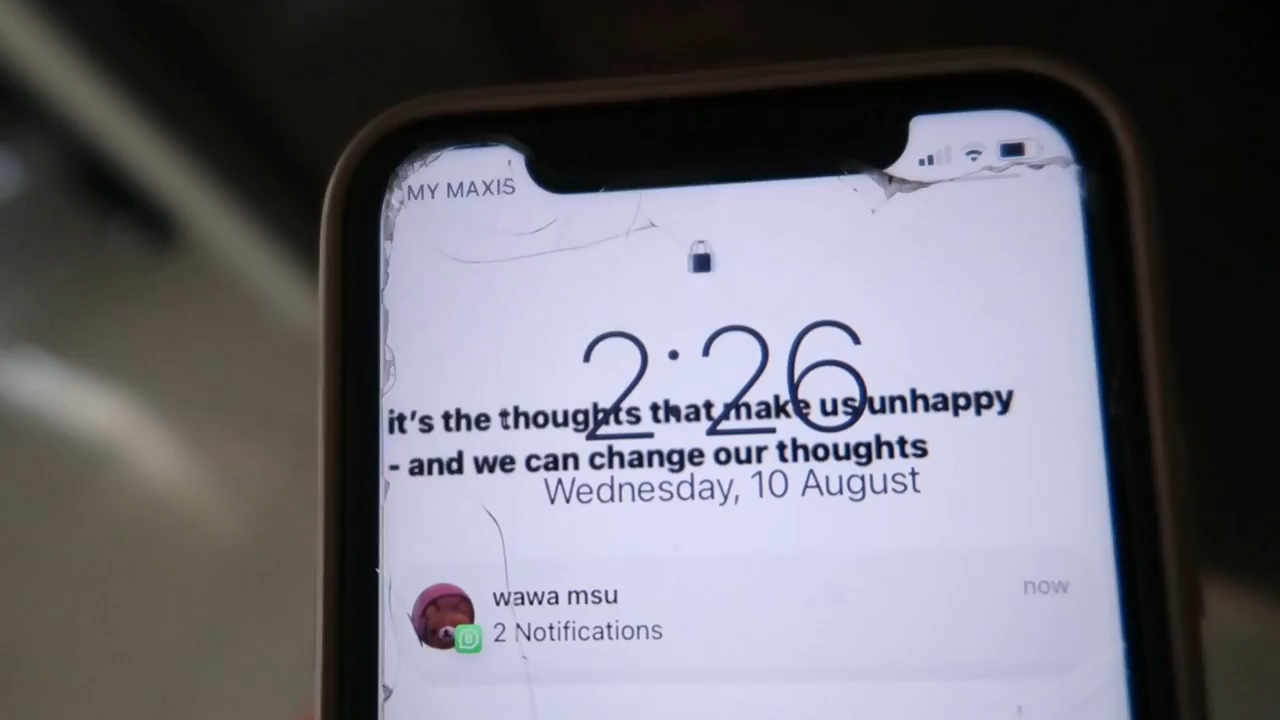 MY MAXIS
2:26
it's the thoughts that make us unhappy
- and we can change our thoughts
Wednesday, 10 August
wawa msu
now
2 Notifications